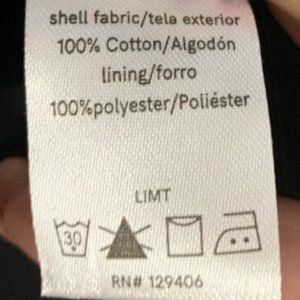 shell fabric/tela exterior
100% Cotton/Algodón
lining/forro
100%polyester/Poliéster
LIMT
30
RN# 129406